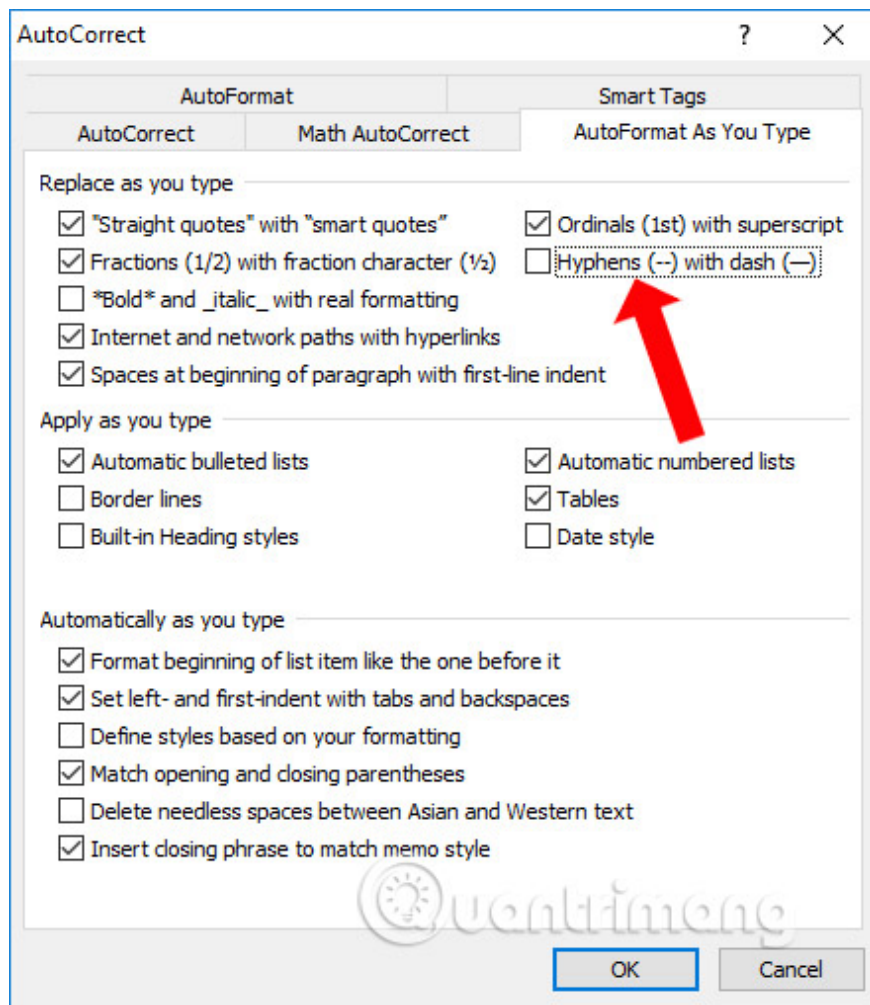 AutoCorrect ? ×
AutoFormat Smart Tags
AutoCorrect Math AutoCorrect AutoFormat As You Type
Replace as you type
"Straight quotes" with “smart quotes” Ordinals (1st) with superscript
Fractions (1/2) with fraction character (½) Hyphens (--) with dash (—)
*Bold* and _italic_ with real formatting
Internet and network paths with hyperlinks
Spaces at beginning of paragraph with first-line indent
Apply as you type
Automatic bulleted lists Automatic numbered lists
Border lines Tables
Built-in Heading styles Date style
Automatically as you type
Format beginning of list item like the one before it
Set left- and first-indent with tabs and backspaces
Define styles based on your formatting
Match opening and closing parentheses
Delete needless spaces between Asian and Western text
Insert closing phrase to match memo style
Quantrimang
OK Cancel